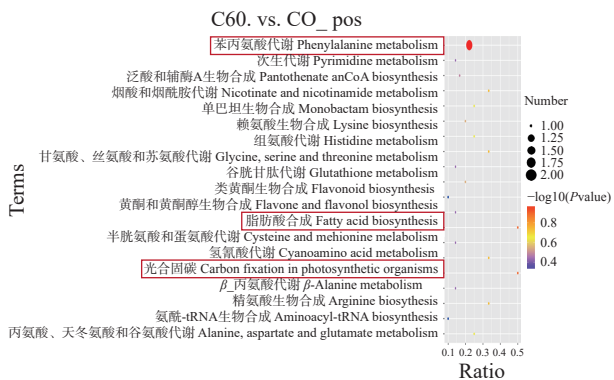 C60. vs. CO_ pos
苯丙氨酸代谢 Phenylalanine metabolism
次生代谢 Pyrimidine metabolism
泛酸和辅酶A生物合成 Pantothenate anCoA biosynthesis
烟酸和烟酰胺代谢 Nicotinate and nicotinamide metabolism
单巴坦生物合成 Monobactam biosynthesis
赖氨酸生物合成 Lysine biosynthesis
组氨酸代谢 Histidine metabolism
甘氨酸、丝氨酸和苏氨酸代谢 Glycine, serine and threonine metabolism
谷胱甘肽代谢 Glutathione metabolism
类黄酮生物合成 Flavonoid biosynthesis
黄酮和黄酮醇生物合成 Flavone and flavonol biosynthesis
脂肪酸合成 Fatty acid biosynthesis
半胱氨酸和蛋氨酸代谢 Cysteine and mehionine metabolism
氢氰酸代谢 Cyanoamino acid metabolism
光合固碳 Carbon fixation in photosynthetic organisms
β_丙氨酸代谢 β-Alanine metabolism
精氨酸生物合成 Arginine biosythesis
氨酰-tRNA生物合成 Aminoacyl-tRNA biosynthesis
丙氨酸、天冬氨酸和谷氨酸代谢 Alanine, aspartate and glutamate metabolism
Terms
0.1 0.2 0.3 0.4 0.5
Ratio
Number
1.00
1.25
1.50
1.75
2.00
−log10(Pvalue)
0.8
0.6
0.4